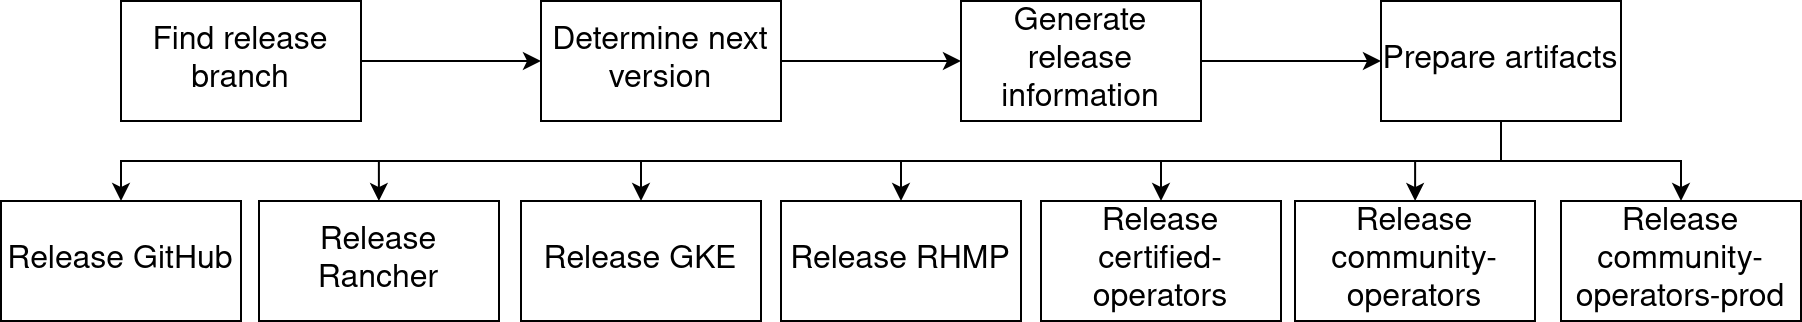 Find release
branch
Determine next
version
Generate
release
information
Prepare artifacts
Release GitHub
Release
Rancher
Release GKE
Release RHMP
Release
certified-
operators
Release
community-
operators
Release
community-
operators-prod